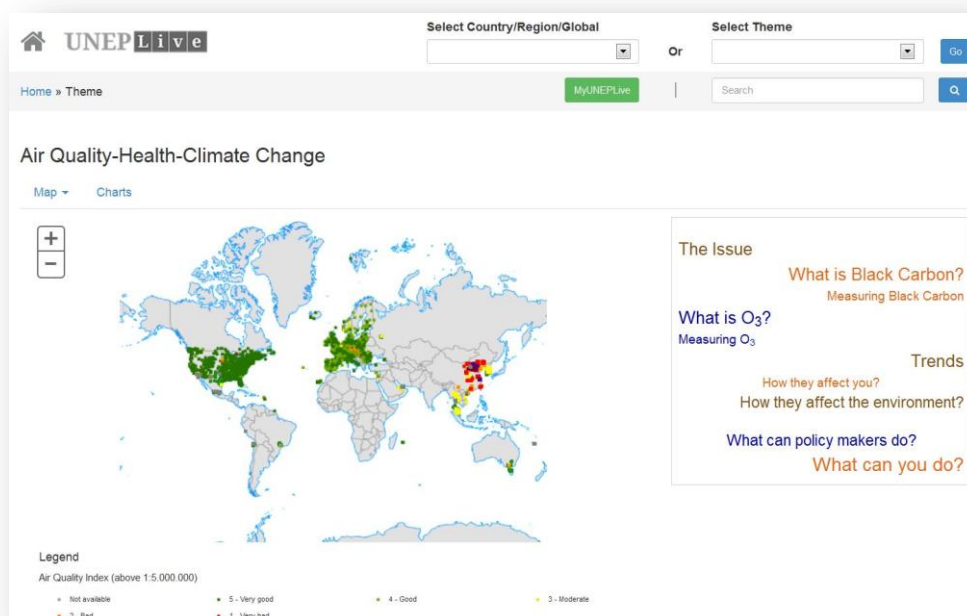 Select Country/Region/Global
Select Theme
UNEPLive
Or
Go
Home » Theme
MyUNEPLive
|
Search
Air Quality-Health-Climate Change
Map
Charts
+
−
The Issue
What is Black Carbon?
Measuring Black Carbon
What is O₃?
Measuring O₃
Trends
How they affect you?
How they affect the environment?
What can policy makers do?
What can you do?
Legend
Air Quality Index (above 1:5.000.000)
Not available
5 - Very good
4 - Good
3 - Moderate
2 - Bad
1 - Very bad